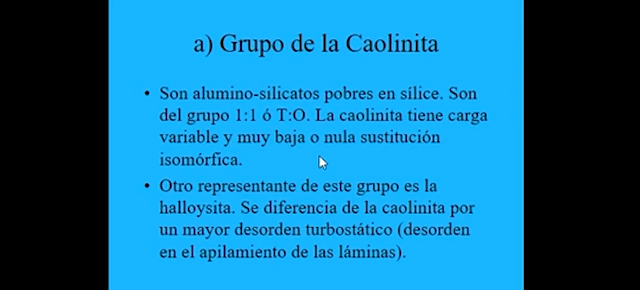 a) Grupo de la Caolinita
• Son alumino-silicatos pobres en sílice. Son
del grupo 1:1 ó T:O. La caolinita tiene carga
variable y muy baja o nula sustitución
isomórfica.
• Otro representante de este grupo es la
halloysita. Se diferencia de la caolinita por
un mayor desorden turbostático (desorden
en el apilamiento de las láminas).